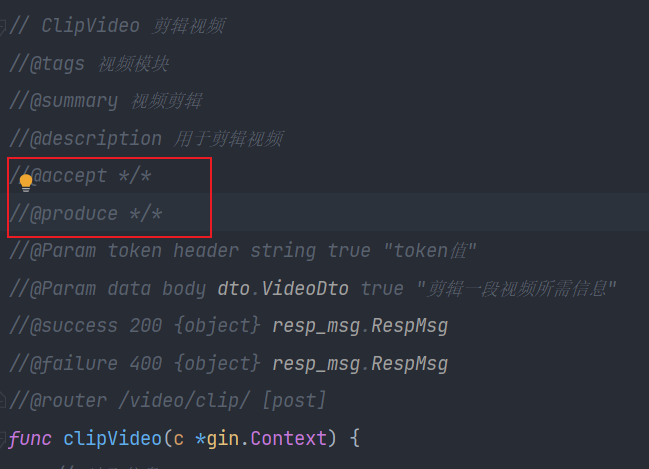 // ClipVideo 剪辑视频
//@tags 视频模块
//@summary 视频剪辑
//@description 用于剪辑视频
//@accept */*
//@produce */*
//@Param token header string true "token值"
//@Param data body dto.VideoDto true "剪辑一段视频所需信息"
//@success 200 {object} resp_msg.RespMsg
//@failure 400 {object} resp_msg.RespMsg
//@router /video/clip/ [post]
func clipVideo(c *gin.Context) {